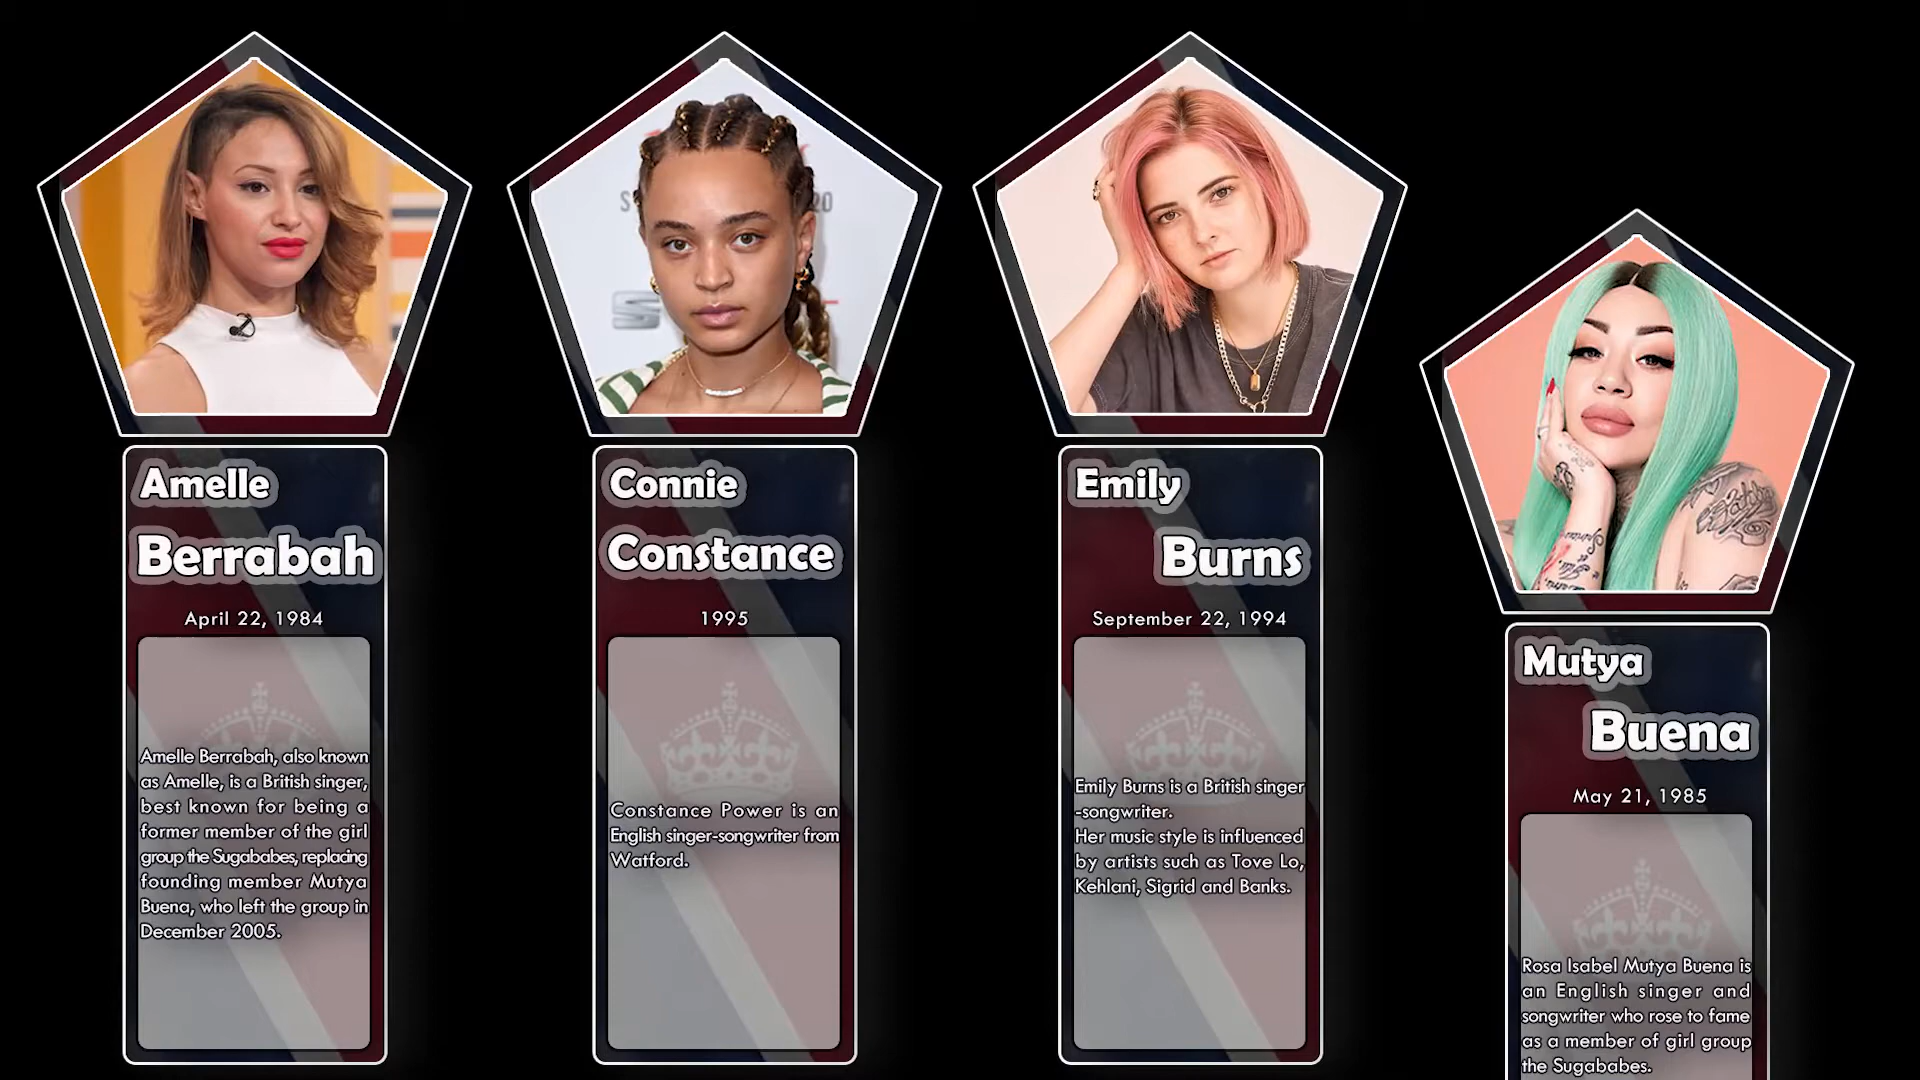 Amelle
Berrabah
April 22, 1984
Amelle Berrabah, also known
as Amelle, is a British singer,
best known for being a
former member of the girl
group the Sugababes, replacing
founding member Mutya
Buena, who left the group in
December 2005.
Connie
Constance
1995
Constance Power is an
English singer-songwriter from
Watford.
Emily
Burns
September 22, 1994
Emily Burns is a British singer
-songwriter.
Her music style is influenced
by artists such as Tove Lo,
Kehlani, Sigrid and Banks.
Mutya
Buena
May 21, 1985
Rosa Isabel Mutya Buena is
an English singer and
songwriter who rose to fame
as a member of girl group
the Sugababes.